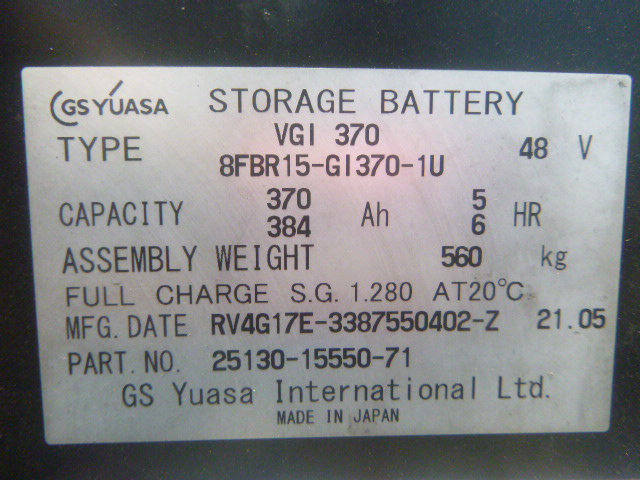 GS YUASA STORAGE BATTERY
TYPE VGI 370 48 V
8FBR15-GI370-1U
CAPACITY 370 Ah 5 HR
384 6
ASSEMBLY WEIGHT 560 kg
FULL CHARGE S.G. 1.280 AT20℃
MFG. DATE RV4G17E-3387550402-Z 21.05
PART. NO. 25130-15550-71
GS Yuasa International Ltd.
MADE IN JAPAN